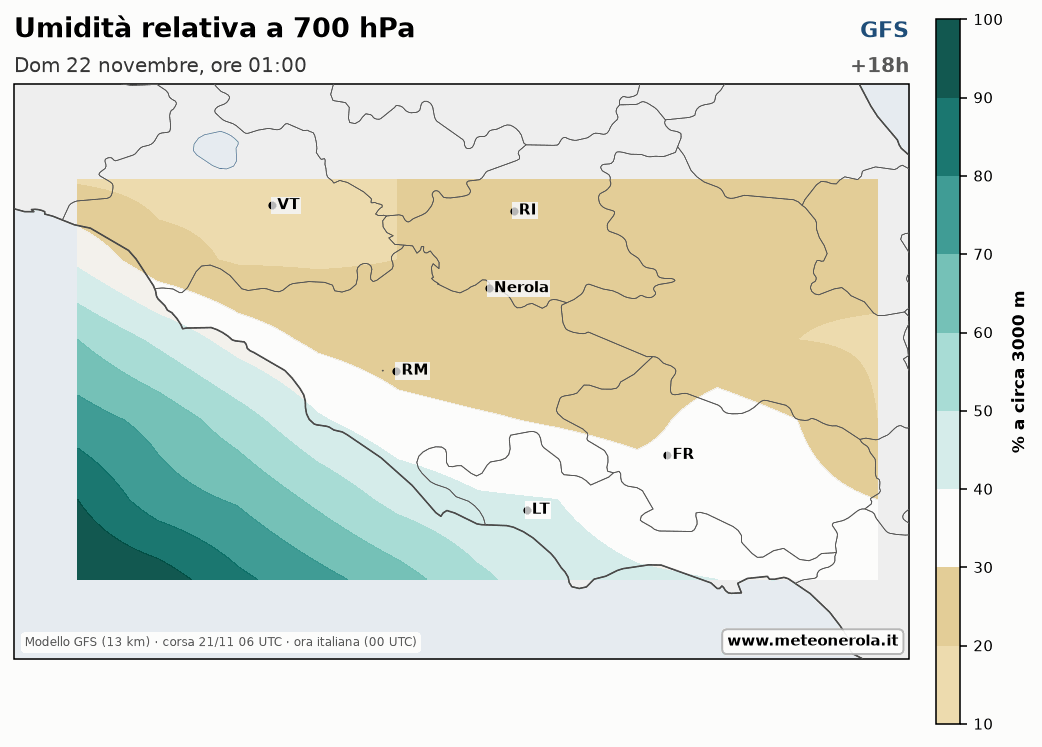 Umidità relativa a 700 hPa
GFS
Dom 22 novembre, ore 01:00
+18h
VT
RI
Nerola
RM
FR
LT
Modello GFS (13 km) · corsa 21/11 06 UTC · ora italiana (00 UTC)
www.meteonerola.it
100
90
80
70
60
50
40
30
20
10
% a circa 3000 m